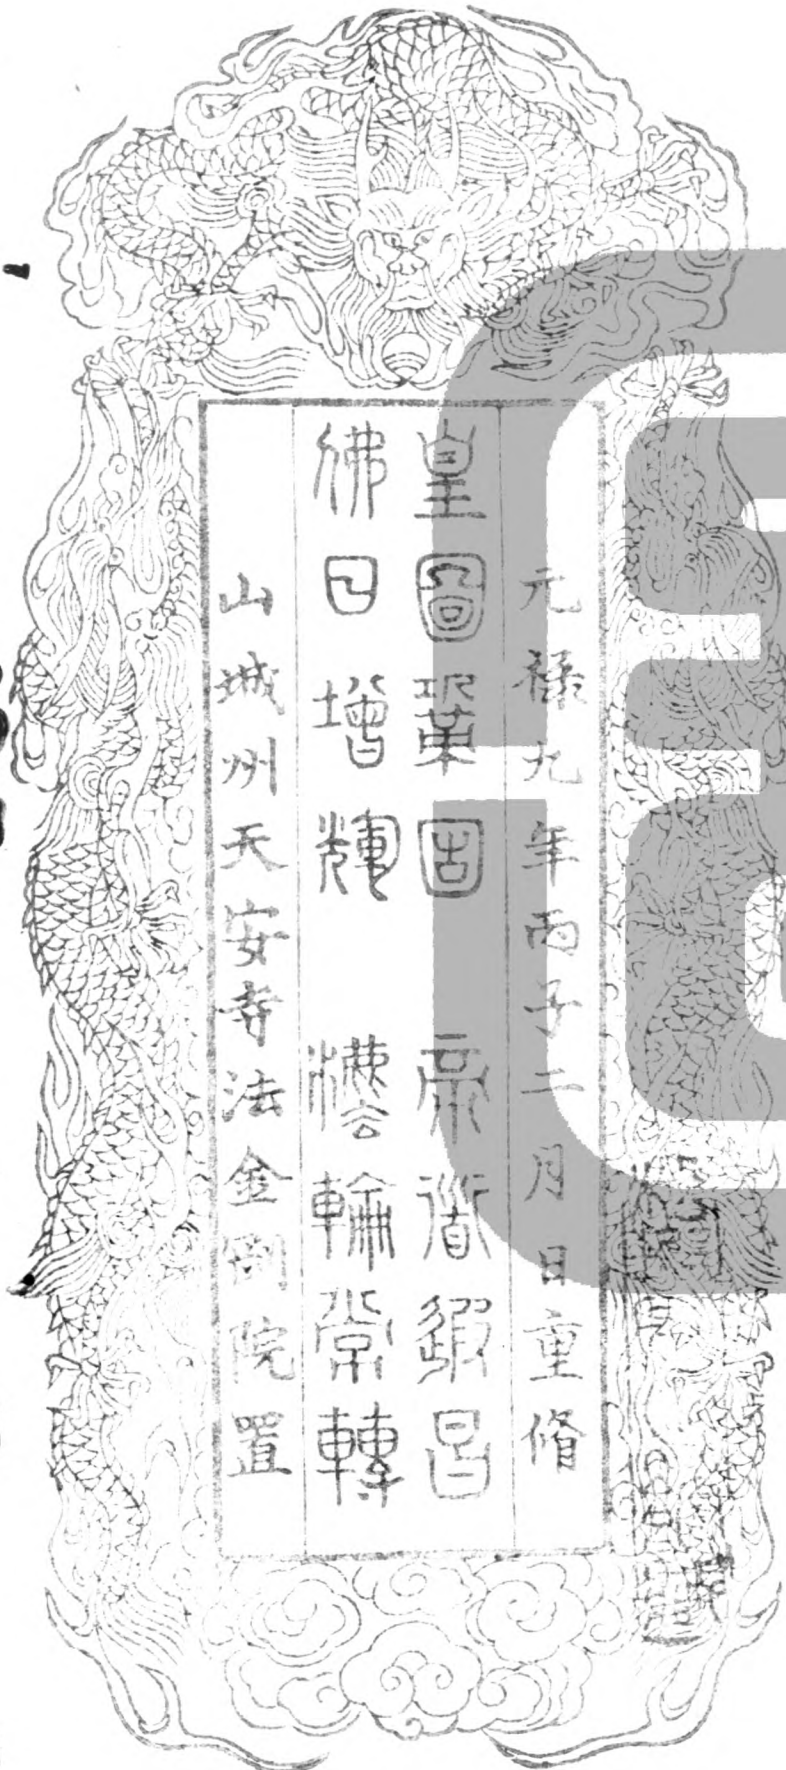 元禄九年丙子二月日重脩
皇圖鞏固 帝道遐昌
佛日增輝 法輪常轉
山城州天安寺法金剛院置